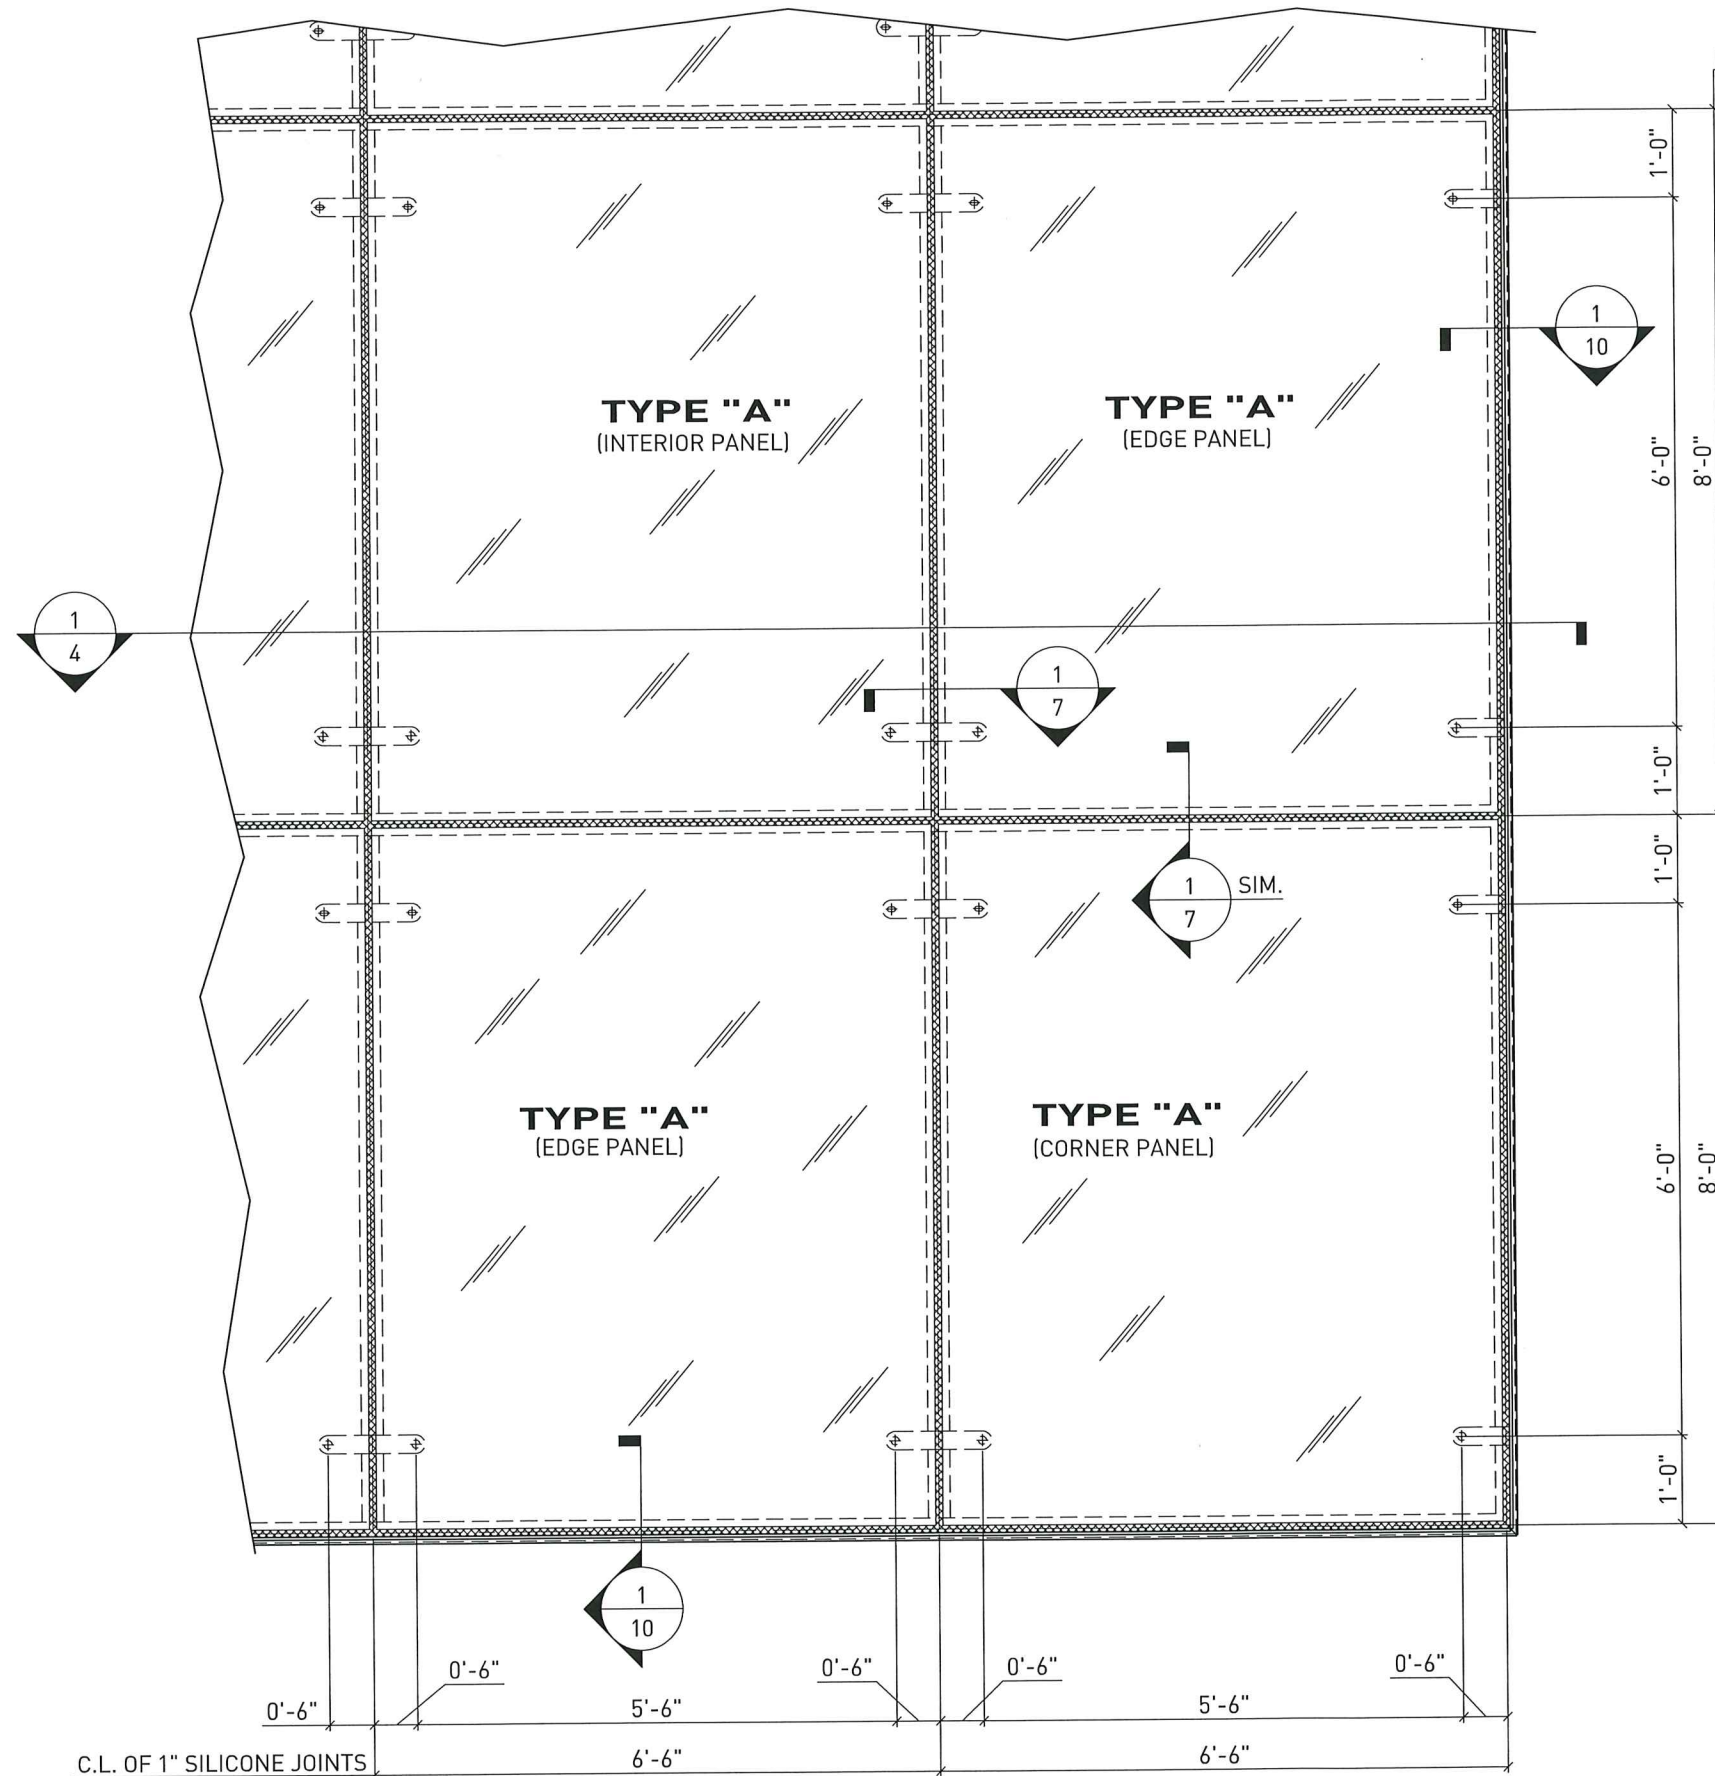 1'-0"
1
10
TYPE "A"
(INTERIOR PANEL)
TYPE "A"
(EDGE PANEL)
6'-0"
8'-0"
1
4
1
7
1'-0"
1'-0"
1
7
SIM.
TYPE "A"
(EDGE PANEL)
TYPE "A"
(CORNER PANEL)
6'-0"
8'-0"
1'-0"
1
10
0'-6"
0'-6"
0'-6"
0'-6"
0'-6"
5'-6"
5'-6"
C.L. OF 1" SILICONE JOINTS
6'-6"
6'-6"